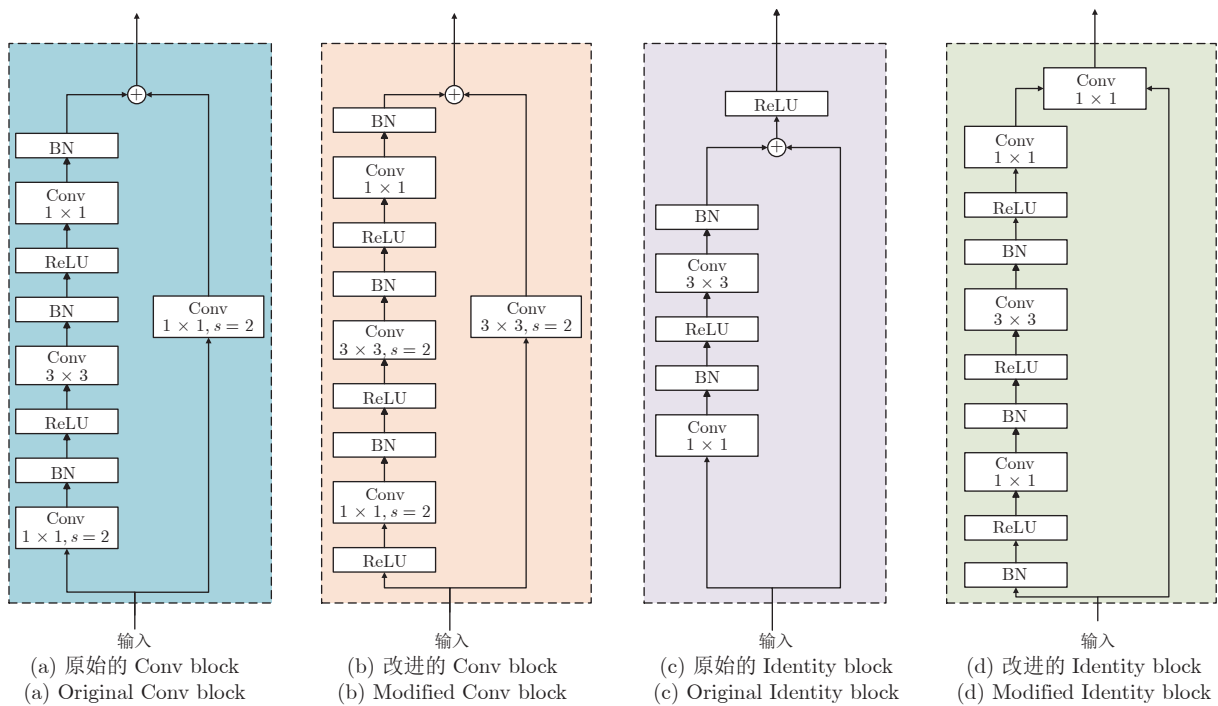 BN
Conv
1 × 1
ReLU
BN
Conv
3 × 3
ReLU
BN
Conv
1 × 1, s = 2
Conv
1 × 1, s = 2
输入
(a) 原始的 Conv block
(a) Original Conv block
BN
Conv
1 × 1
ReLU
BN
Conv
3 × 3, s = 2
ReLU
BN
Conv
1 × 1, s = 2
ReLU
Conv
3 × 3, s = 2
输入
(b) 改进的 Conv block
(b) Modified Conv block
ReLU
BN
Conv
3 × 3
ReLU
BN
Conv
1 × 1
输入
(c) 原始的 Identity block
(c) Original Identity block
Conv
1 × 1
Conv
1 × 1
ReLU
BN
Conv
3 × 3
ReLU
BN
Conv
1 × 1
ReLU
BN
输入
(d) 改进的 Identity block
(d) Modified Identity block